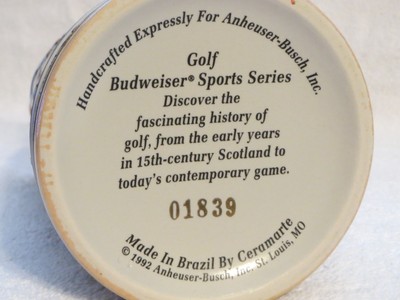 Handcrafted Expressly For Anheuser-Busch, Inc.
Golf
Budweiser® Sports Series
Discover the
fascinating history of
golf, from the early years
in 15th-century Scotland to
today's contemporary game.
01839
Made In Brazil By Ceramarte
© 1992 Anheuser-Busch, Inc. St. Louis, MO